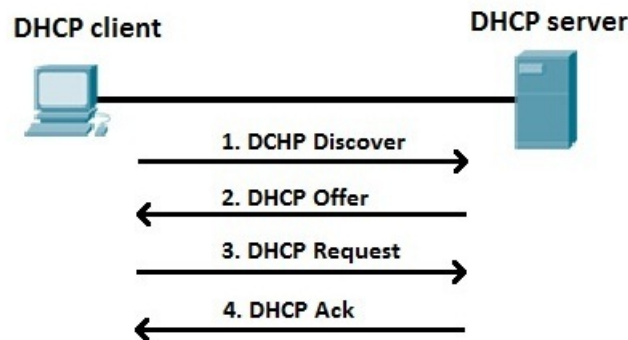 DHCP client
DHCP server
1. DCHP Discover
2. DHCP Offer
3. DHCP Request
4. DHCP Ack